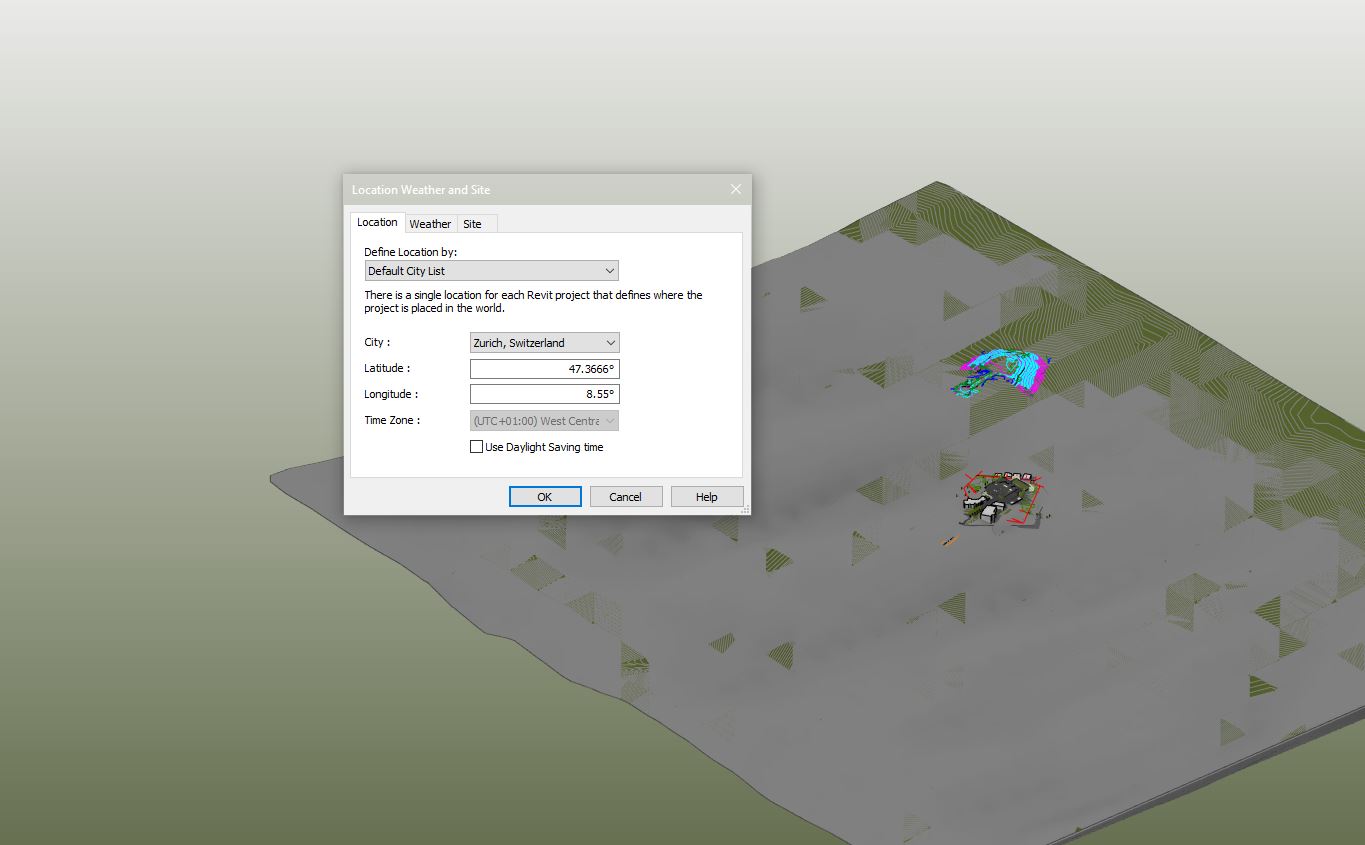 Location Weather and Site
Location Weather Site
Define Location by:
Default City List
There is a single location for each Revit project that defines where the
project is placed in the world.
City : Zurich, Switzerland
Latitude : 47.3666°
Longitude : 8.55°
Time Zone : (UTC+01:00) West Centra
Use Daylight Saving time
OK Cancel Help